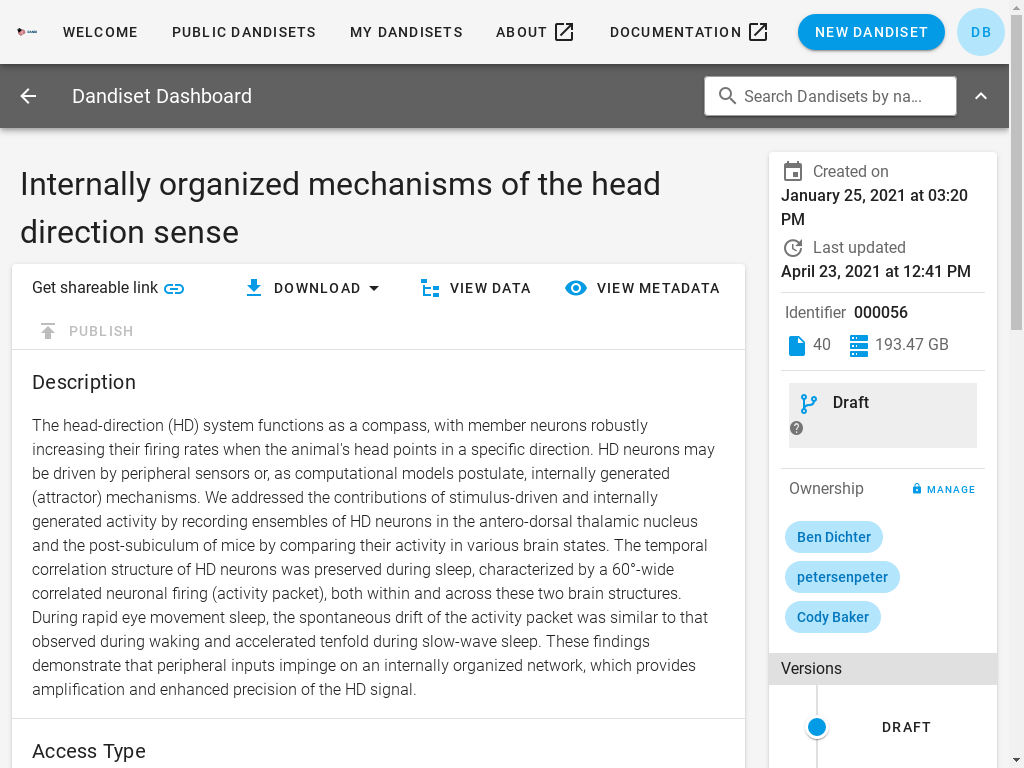 WELCOME PUBLIC DANDISETS MY DANDISETS ABOUT DOCUMENTATION NEW DANDISET DB
Dandiset Dashboard Search Dandisets by na...
Internally organized mechanisms of the head
direction sense
Get shareable link DOWNLOAD VIEW DATA VIEW METADATA
PUBLISH
Description
The head-direction (HD) system functions as a compass, with member neurons robustly
increasing their firing rates when the animal's head points in a specific direction. HD neurons may
be driven by peripheral sensors or, as computational models postulate, internally generated
(attractor) mechanisms. We addressed the contributions of stimulus-driven and internally
generated activity by recording ensembles of HD neurons in the antero-dorsal thalamic nucleus
and the post-subiculum of mice by comparing their activity in various brain states. The temporal
correlation structure of HD neurons was preserved during sleep, characterized by a 60°-wide
correlated neuronal firing (activity packet), both within and across these two brain structures.
During rapid eye movement sleep, the spontaneous drift of the activity packet was similar to that
observed during waking and accelerated tenfold during slow-wave sleep. These findings
demonstrate that peripheral inputs impinge on an internally organized network, which provides
amplification and enhanced precision of the HD signal.
Access Type
Created on
January 25, 2021 at 03:20
PM
Last updated
April 23, 2021 at 12:41 PM
Identifier 000056
40 193.47 GB
Draft
Ownership MANAGE
Ben Dichter
petersenpeter
Cody Baker
Versions
DRAFT